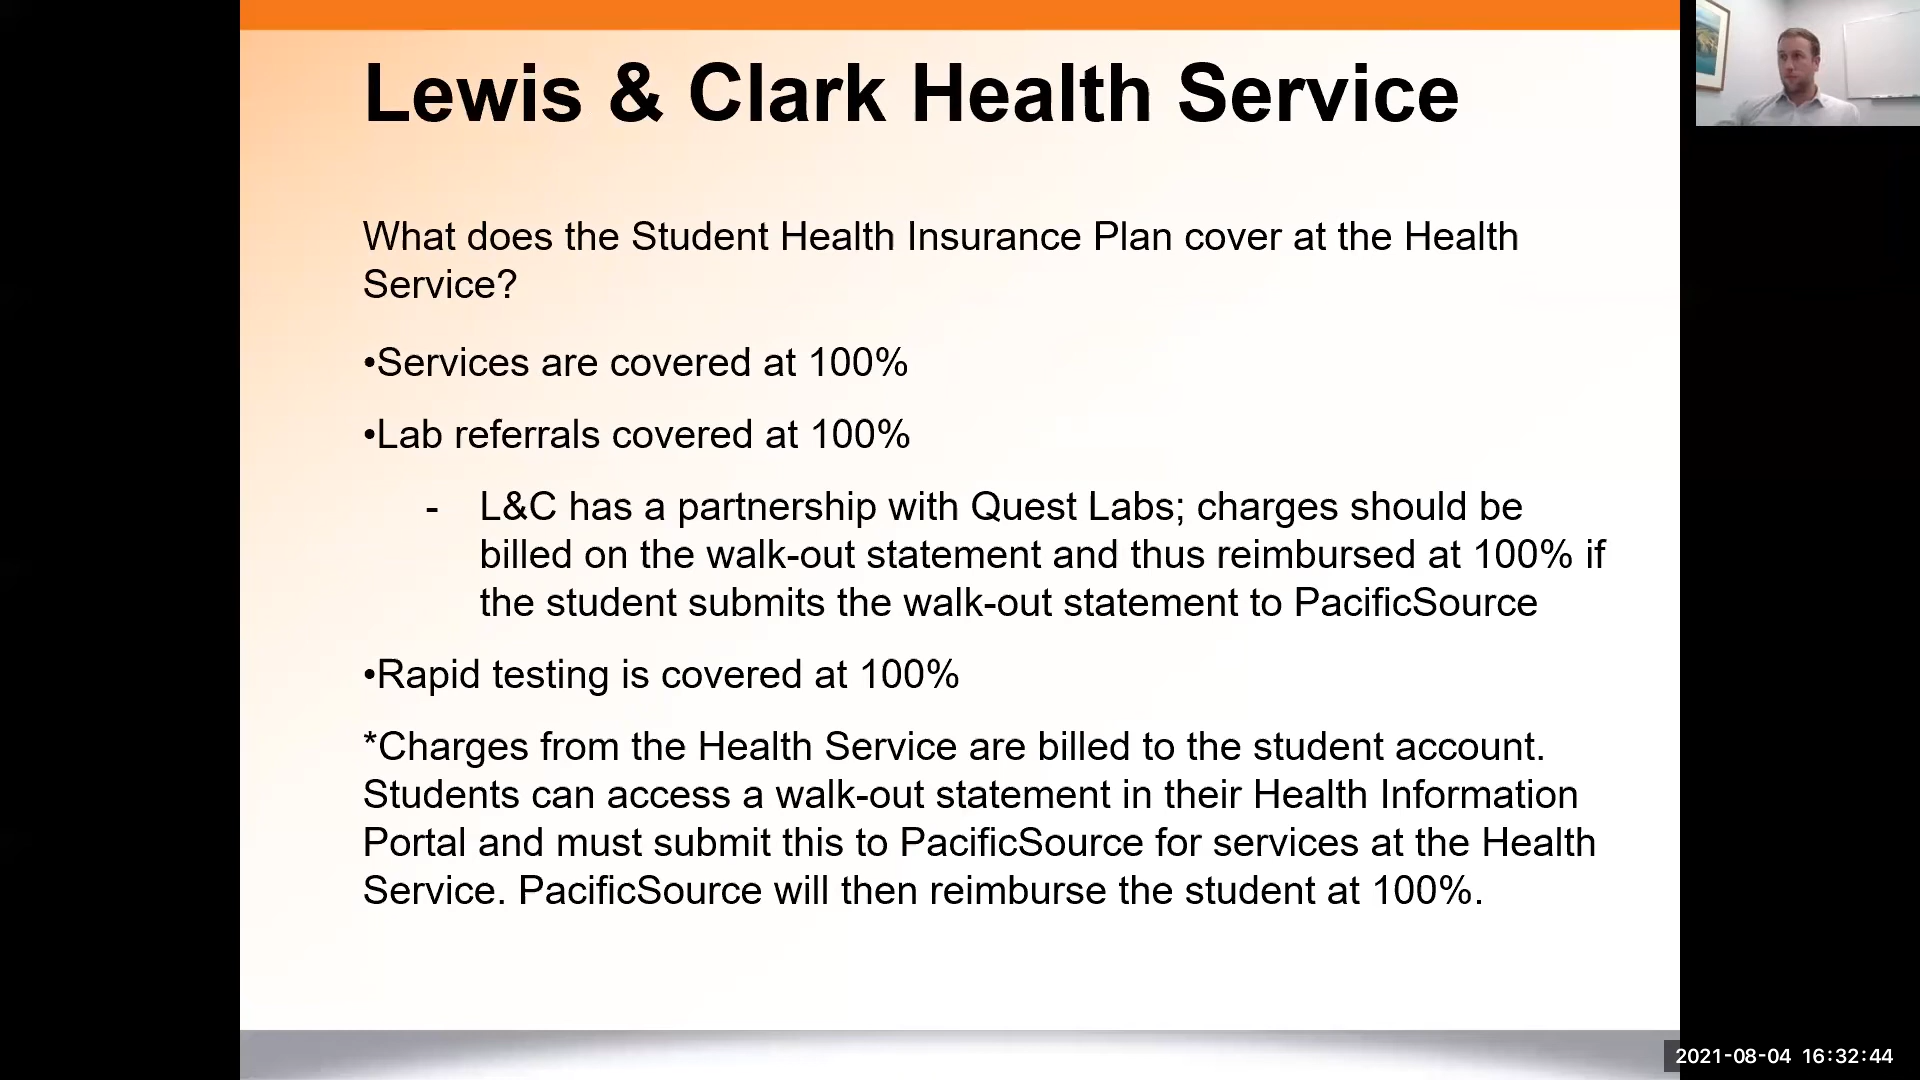 Lewis & Clark Health Service
What does the Student Health Insurance Plan cover at the Health
Service?
•Services are covered at 100%
•Lab referrals covered at 100%
- L&C has a partnership with Quest Labs; charges should be
billed on the walk-out statement and thus reimbursed at 100% if
the student submits the walk-out statement to PacificSource
•Rapid testing is covered at 100%
*Charges from the Health Service are billed to the student account.
Students can access a walk-out statement in their Health Information
Portal and must submit this to PacificSource for services at the Health
Service. PacificSource will then reimburse the student at 100%.
2021-08-04 16:32:44